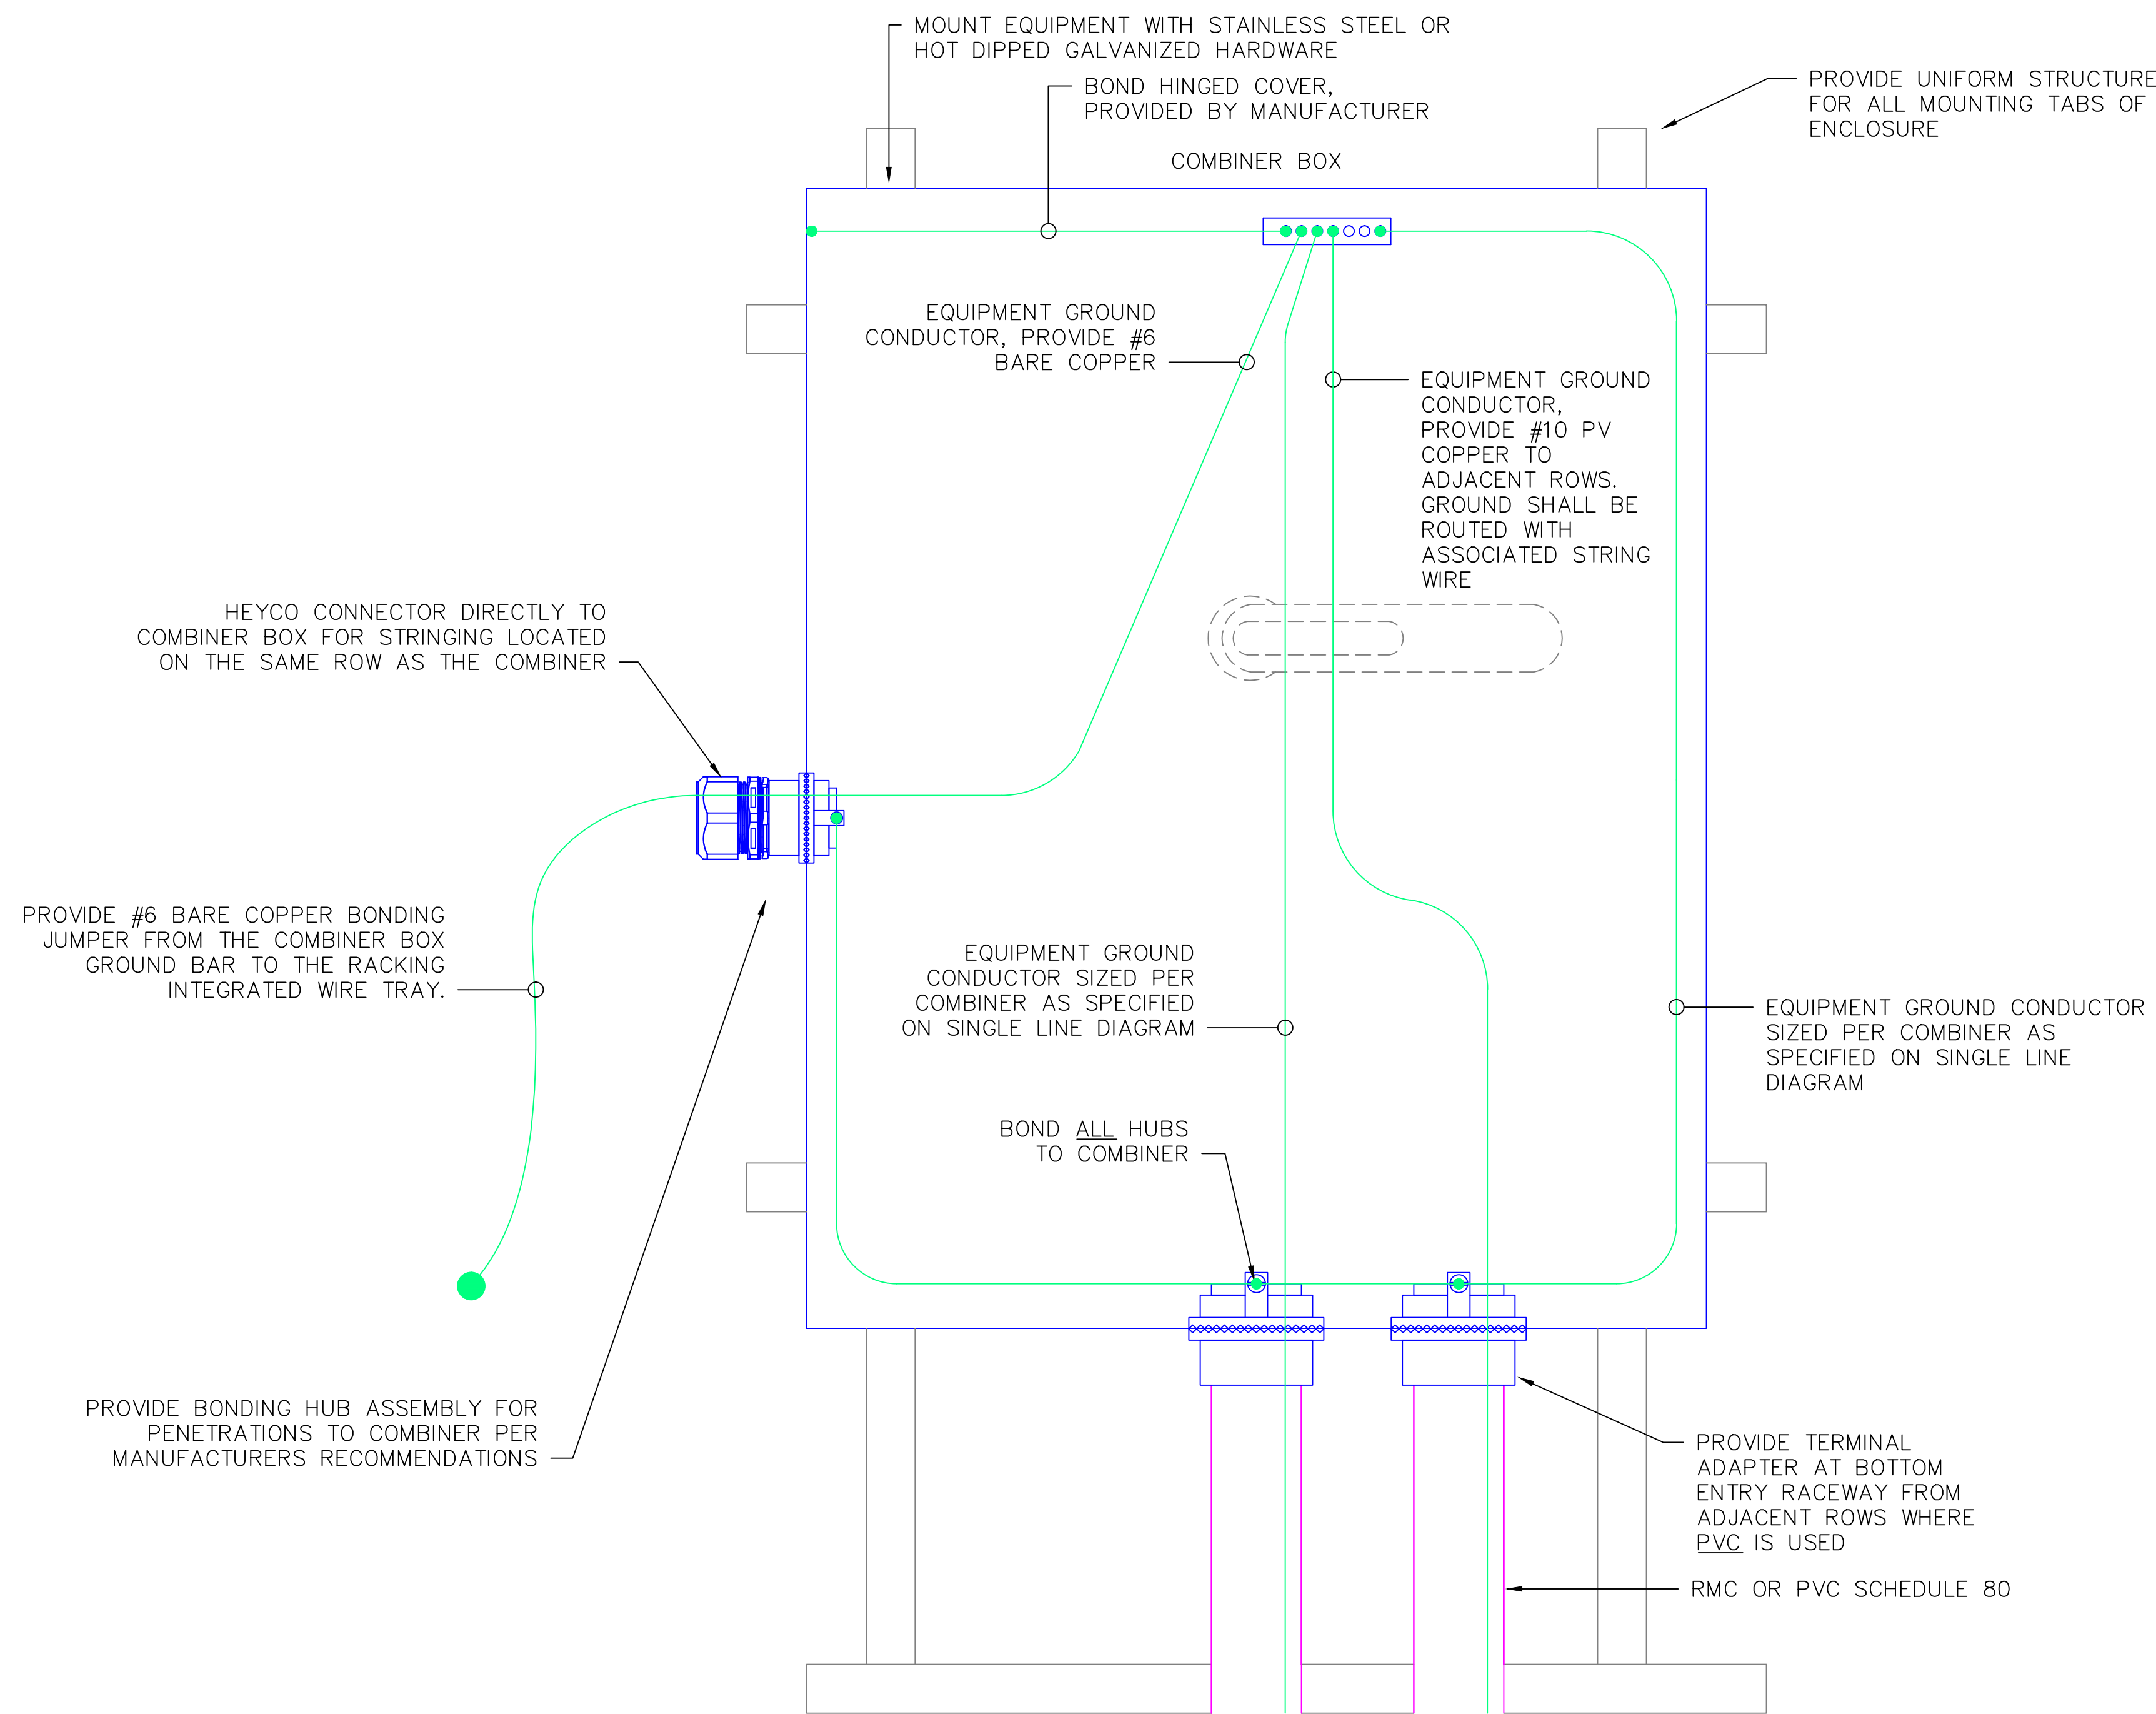 MOUNT EQUIPMENT WITH STAINLESS STEEL OR
HOT DIPPED GALVANIZED HARDWARE
BOND HINGED COVER,
PROVIDED BY MANUFACTURER
PROVIDE UNIFORM STRUCTURE
FOR ALL MOUNTING TABS OF
ENCLOSURE
COMBINER BOX
EQUIPMENT GROUND
CONDUCTOR, PROVIDE #6
BARE COPPER
EQUIPMENT GROUND
CONDUCTOR,
PROVIDE #10 PV
COPPER TO
ADJACENT ROWS.
GROUND SHALL BE
ROUTED WITH
ASSOCIATED STRING
WIRE
HEYCO CONNECTOR DIRECTLY TO
COMBINER BOX FOR STRINGING LOCATED
ON THE SAME ROW AS THE COMBINER
PROVIDE #6 BARE COPPER BONDING
JUMPER FROM THE COMBINER BOX
GROUND BAR TO THE RACKING
INTEGRATED WIRE TRAY.
EQUIPMENT GROUND
CONDUCTOR SIZED PER
COMBINER AS SPECIFIED
ON SINGLE LINE DIAGRAM
EQUIPMENT GROUND CONDUCTOR
SIZED PER COMBINER AS
SPECIFIED ON SINGLE LINE
DIAGRAM
BOND ALL HUBS
TO COMBINER
PROVIDE BONDING HUB ASSEMBLY FOR
PENETRATIONS TO COMBINER PER
MANUFACTURERS RECOMMENDATIONS
PROVIDE TERMINAL
ADAPTER AT BOTTOM
ENTRY RACEWAY FROM
ADJACENT ROWS WHERE
PVC IS USED
RMC OR PVC SCHEDULE 80